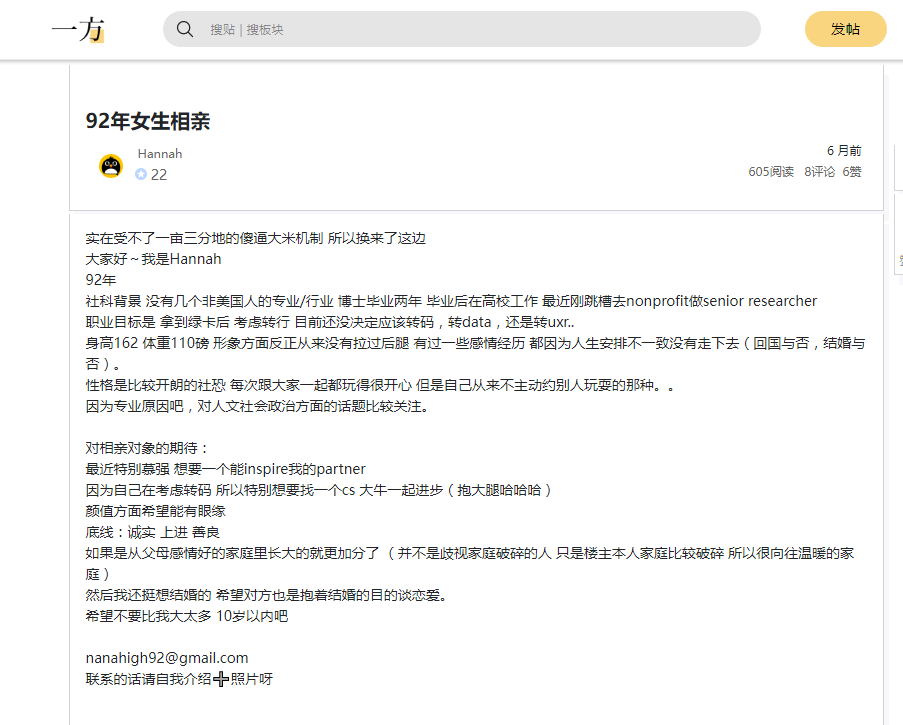 一方
搜贴 | 搜板块
发帖
92年女生相亲
Hannah
22
6 月前
605阅读 8评论 6赞
实在受不了一亩三分地的傻逼大米机制 所以换来了这边
大家好～我是Hannah
92年
社科背景 没有几个非美国人的专业/行业 博士毕业两年 毕业后在高校工作 最近刚跳槽去nonprofit做senior researcher
职业目标是 拿到绿卡后 考虑转行 目前还没决定应该转码，转data，还是转uxr..
身高162 体重110磅 形象方面反正从来没有拉过后腿 有过一些感情经历 都因为人生安排不一致没有走下去（回国与否，结婚与
否）。
性格是比较开朗的社恐 每次跟大家一起都玩得很开心 但是自己从来不主动约别人玩耍的那种。。
因为专业原因吧，对人文社会政治方面的话题比较关注。
对相亲对象的期待：
最近特别慕强 想要一个能inspire我的partner
因为自己在考虑转码 所以特别想要找一个cs 大牛一起进步（抱大腿哈哈哈）
颜值方面希望能有眼缘
底线：诚实 上进 善良
如果是从父母感情好的家庭里长大的就更加分了 （并不是歧视家庭破碎的人 只是楼主本人家庭比较破碎 所以很向往温暖的家
庭）
然后我还挺想结婚的 希望对方也是抱着结婚的目的谈恋爱。
希望不要比我大太多 10岁以内吧
nanahigh92@gmail.com
联系的话请自我介绍➕照片呀